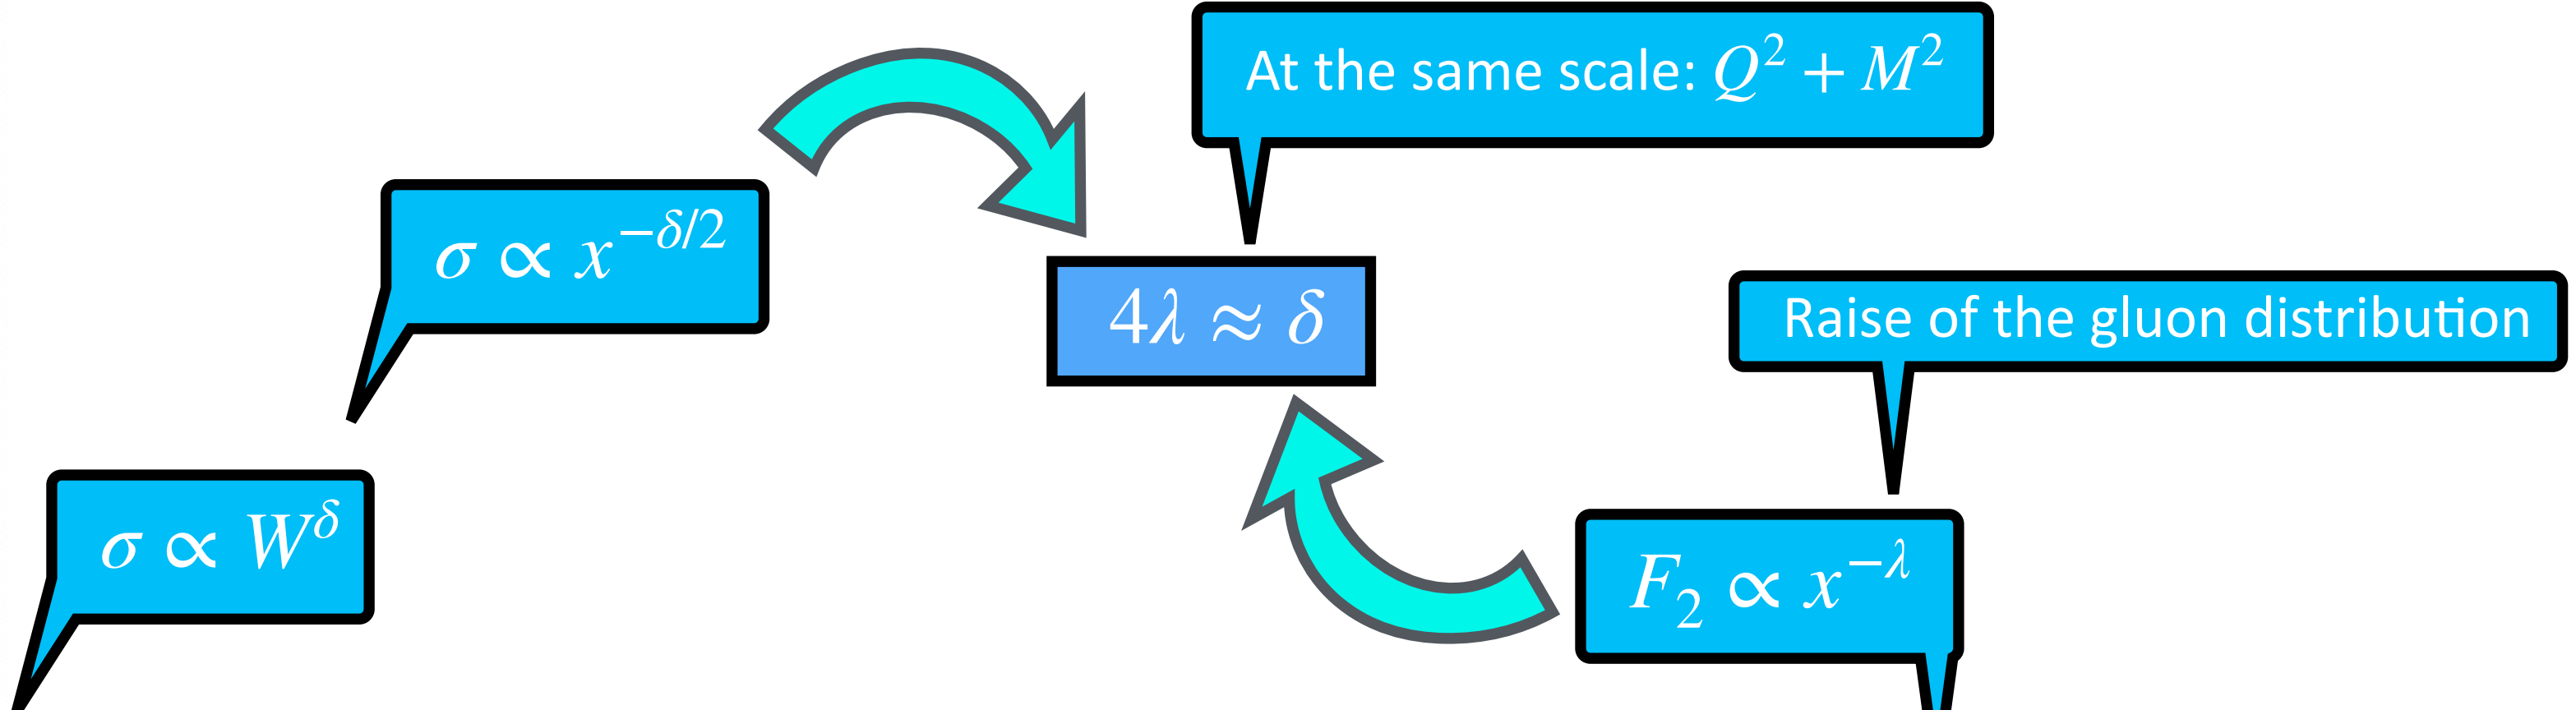 At the same scale: Q² + M²
σ ∝ x^{−δ/2}
4λ ≈ δ
Raise of the gluon distribution
σ ∝ W^δ
F₂ ∝ x^{−λ}